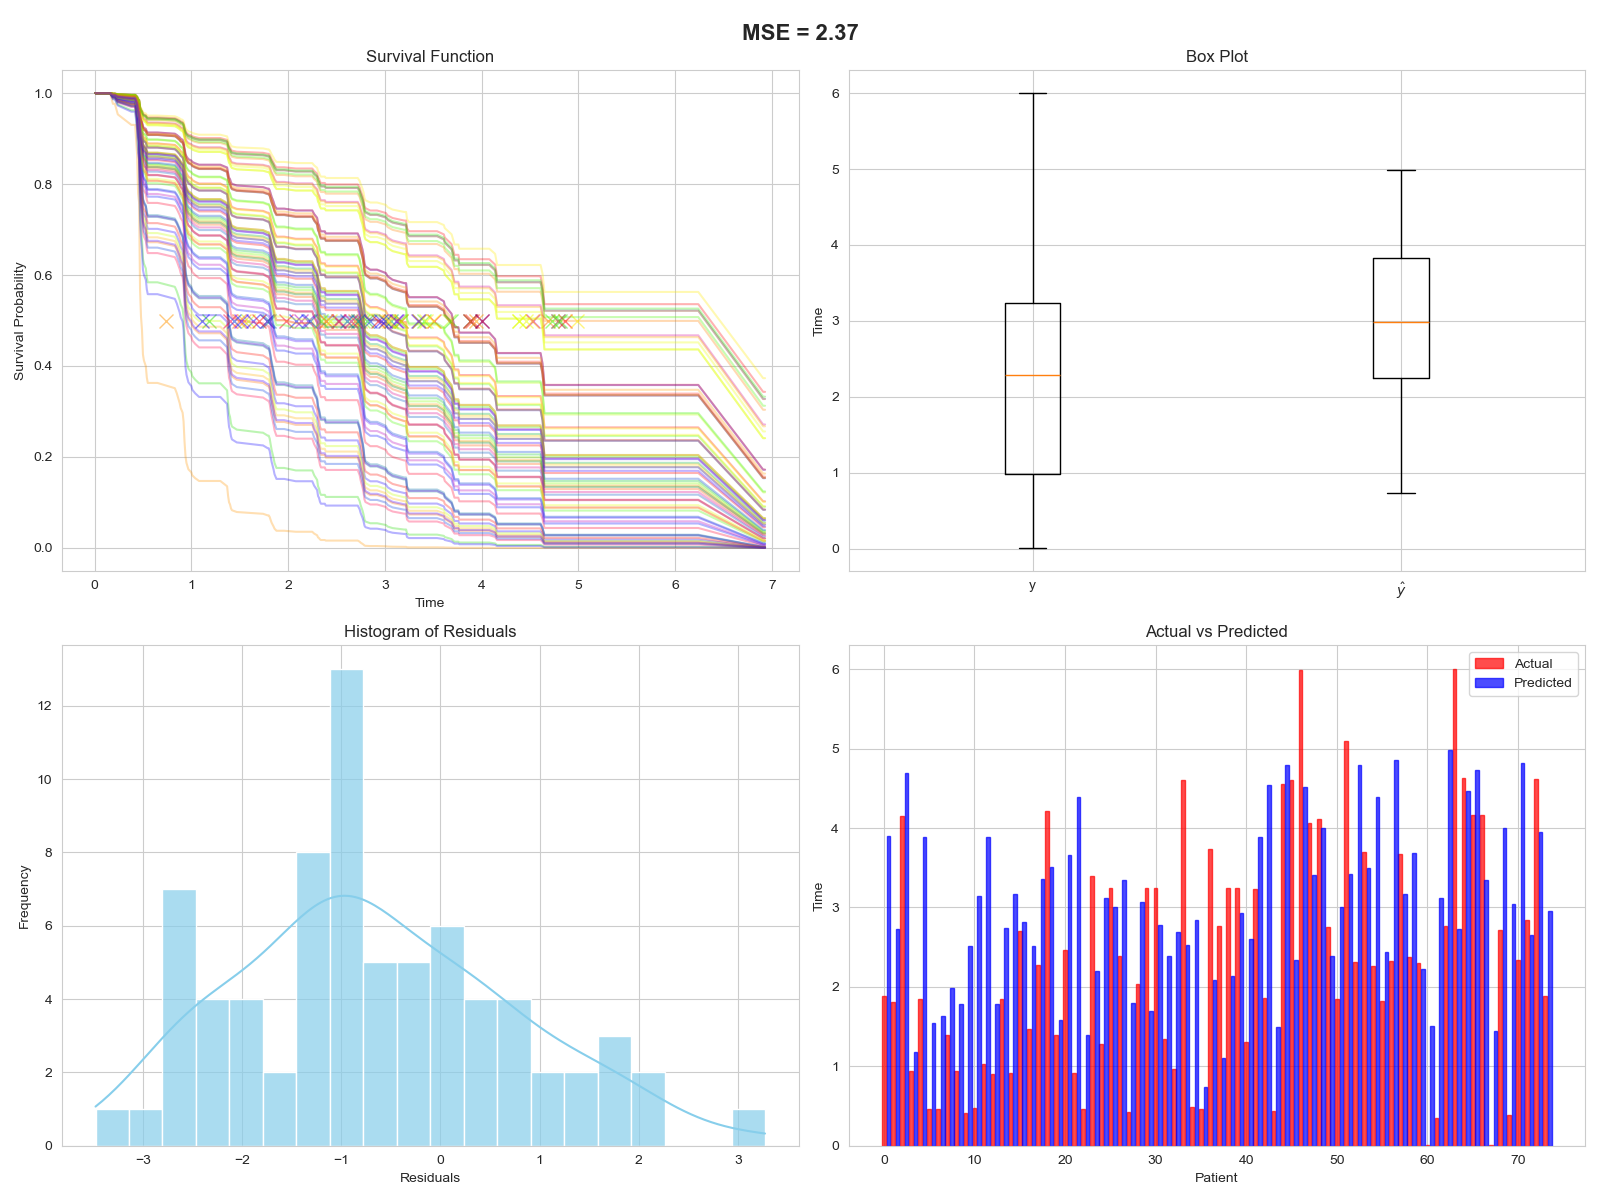 MSE = 2.37
Survival Function
Survival Probability
1.0
0.8
0.6
0.4
0.2
0.0
0 1 2 3 4 5 6 7
Time
Box Plot
Time
6
5
4
3
2
1
0
y ŷ
Histogram of Residuals
Frequency
12
10
8
6
4
2
0
−3 −2 −1 0 1 2 3
Residuals
Actual vs Predicted
Actual
Predicted
Time
6
5
4
3
2
1
0
0 10 20 30 40 50 60 70
Patient